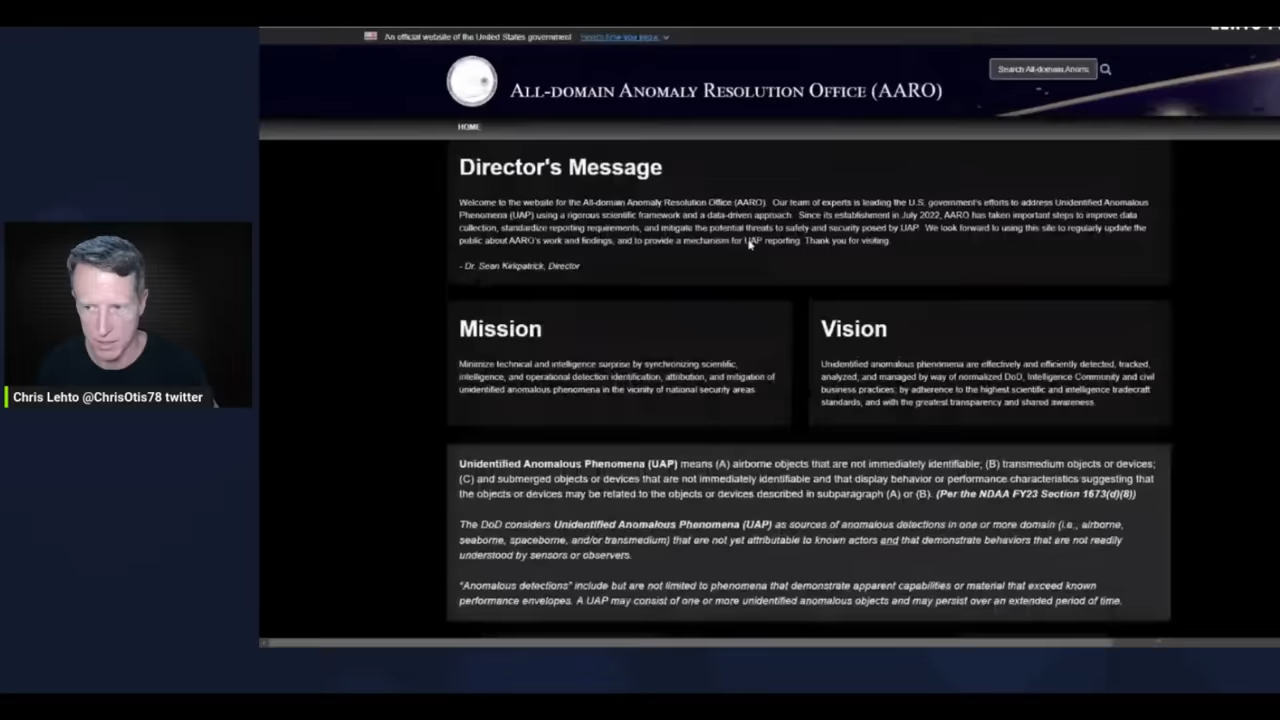 An official website of the United States government Here's how you know
ALL-DOMAIN ANOMALY RESOLUTION OFFICE (AARO)
Search All-domain Anoma
HOME
Director's Message
Welcome to the website for the All-domain Anomaly Resolution Office (AARO). Our team of experts is leading the U.S. government's efforts to address Unidentified Anomalous
Phenomena (UAP) using a rigorous scientific framework and a data-driven approach. Since its establishment in July 2022, AARO has taken important steps to improve data
collection, standardize reporting requirements, and mitigate the potential threats to safety and security posed by UAP. We look forward to using this site to regularly update the
public about AARO's work and findings, and to provide a mechanism for UAP reporting. Thank you for visiting.
- Dr. Sean Kirkpatrick, Director
Mission
Minimize technical and intelligence surprise by synchronizing scientific,
intelligence, and operational detection identification, attribution, and mitigation of
unidentified anomalous phenomena in the vicinity of national security areas.
Vision
Unidentified anomalous phenomena are effectively and efficiently detected, tracked,
analyzed, and managed by way of normalized DoD, Intelligence Community and civil
business practices; by adherence to the highest scientific and intelligence tradecraft
standards, and with the greatest transparency and shared awareness.
Chris Lehto @ChrisOtis78 twitter
Unidentified Anomalous Phenomena (UAP) means (A) airborne objects that are not immediately identifiable; (B) transmedium objects or devices;
(C) and submerged objects or devices that are not immediately identifiable and that display behavior or performance characteristics suggesting that
the objects or devices may be related to the objects or devices described in subparagraph (A) or (B). (Per the NDAA FY23 Section 1673(d)(8))
The DoD considers Unidentified Anomalous Phenomena (UAP) as sources of anomalous detections in one or more domain (i.e., airborne,
seaborne, spaceborne, and/or transmedium) that are not yet attributable to known actors and that demonstrate behaviors that are not readily
understood by sensors or observers.
"Anomalous detections" include but are not limited to phenomena that demonstrate apparent capabilities or material that exceed known
performance envelopes. A UAP may consist of one or more unidentified anomalous objects and may persist over an extended period of time.